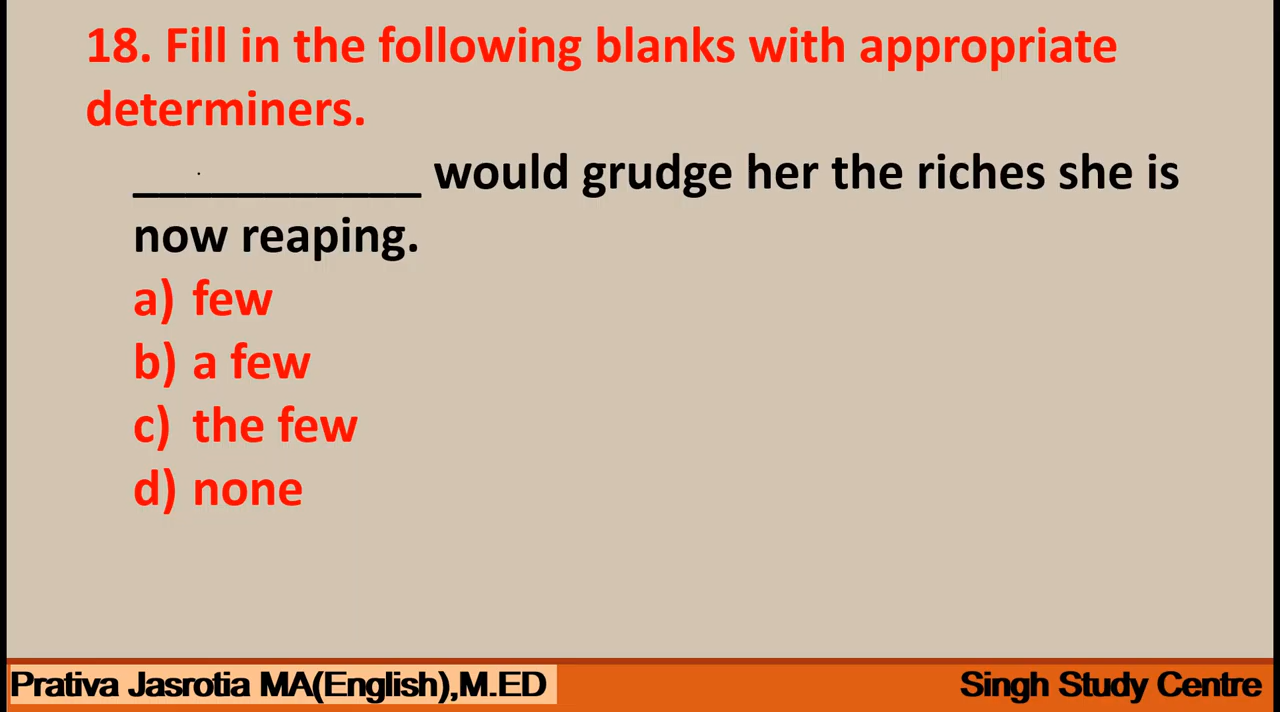 18. Fill in the following blanks with appropriate
determiners.
___________ would grudge her the riches she is
now reaping.
a) few
b) a few
c) the few
d) none
Prativa Jasrotia MA(English),M.ED
Singh Study Centre